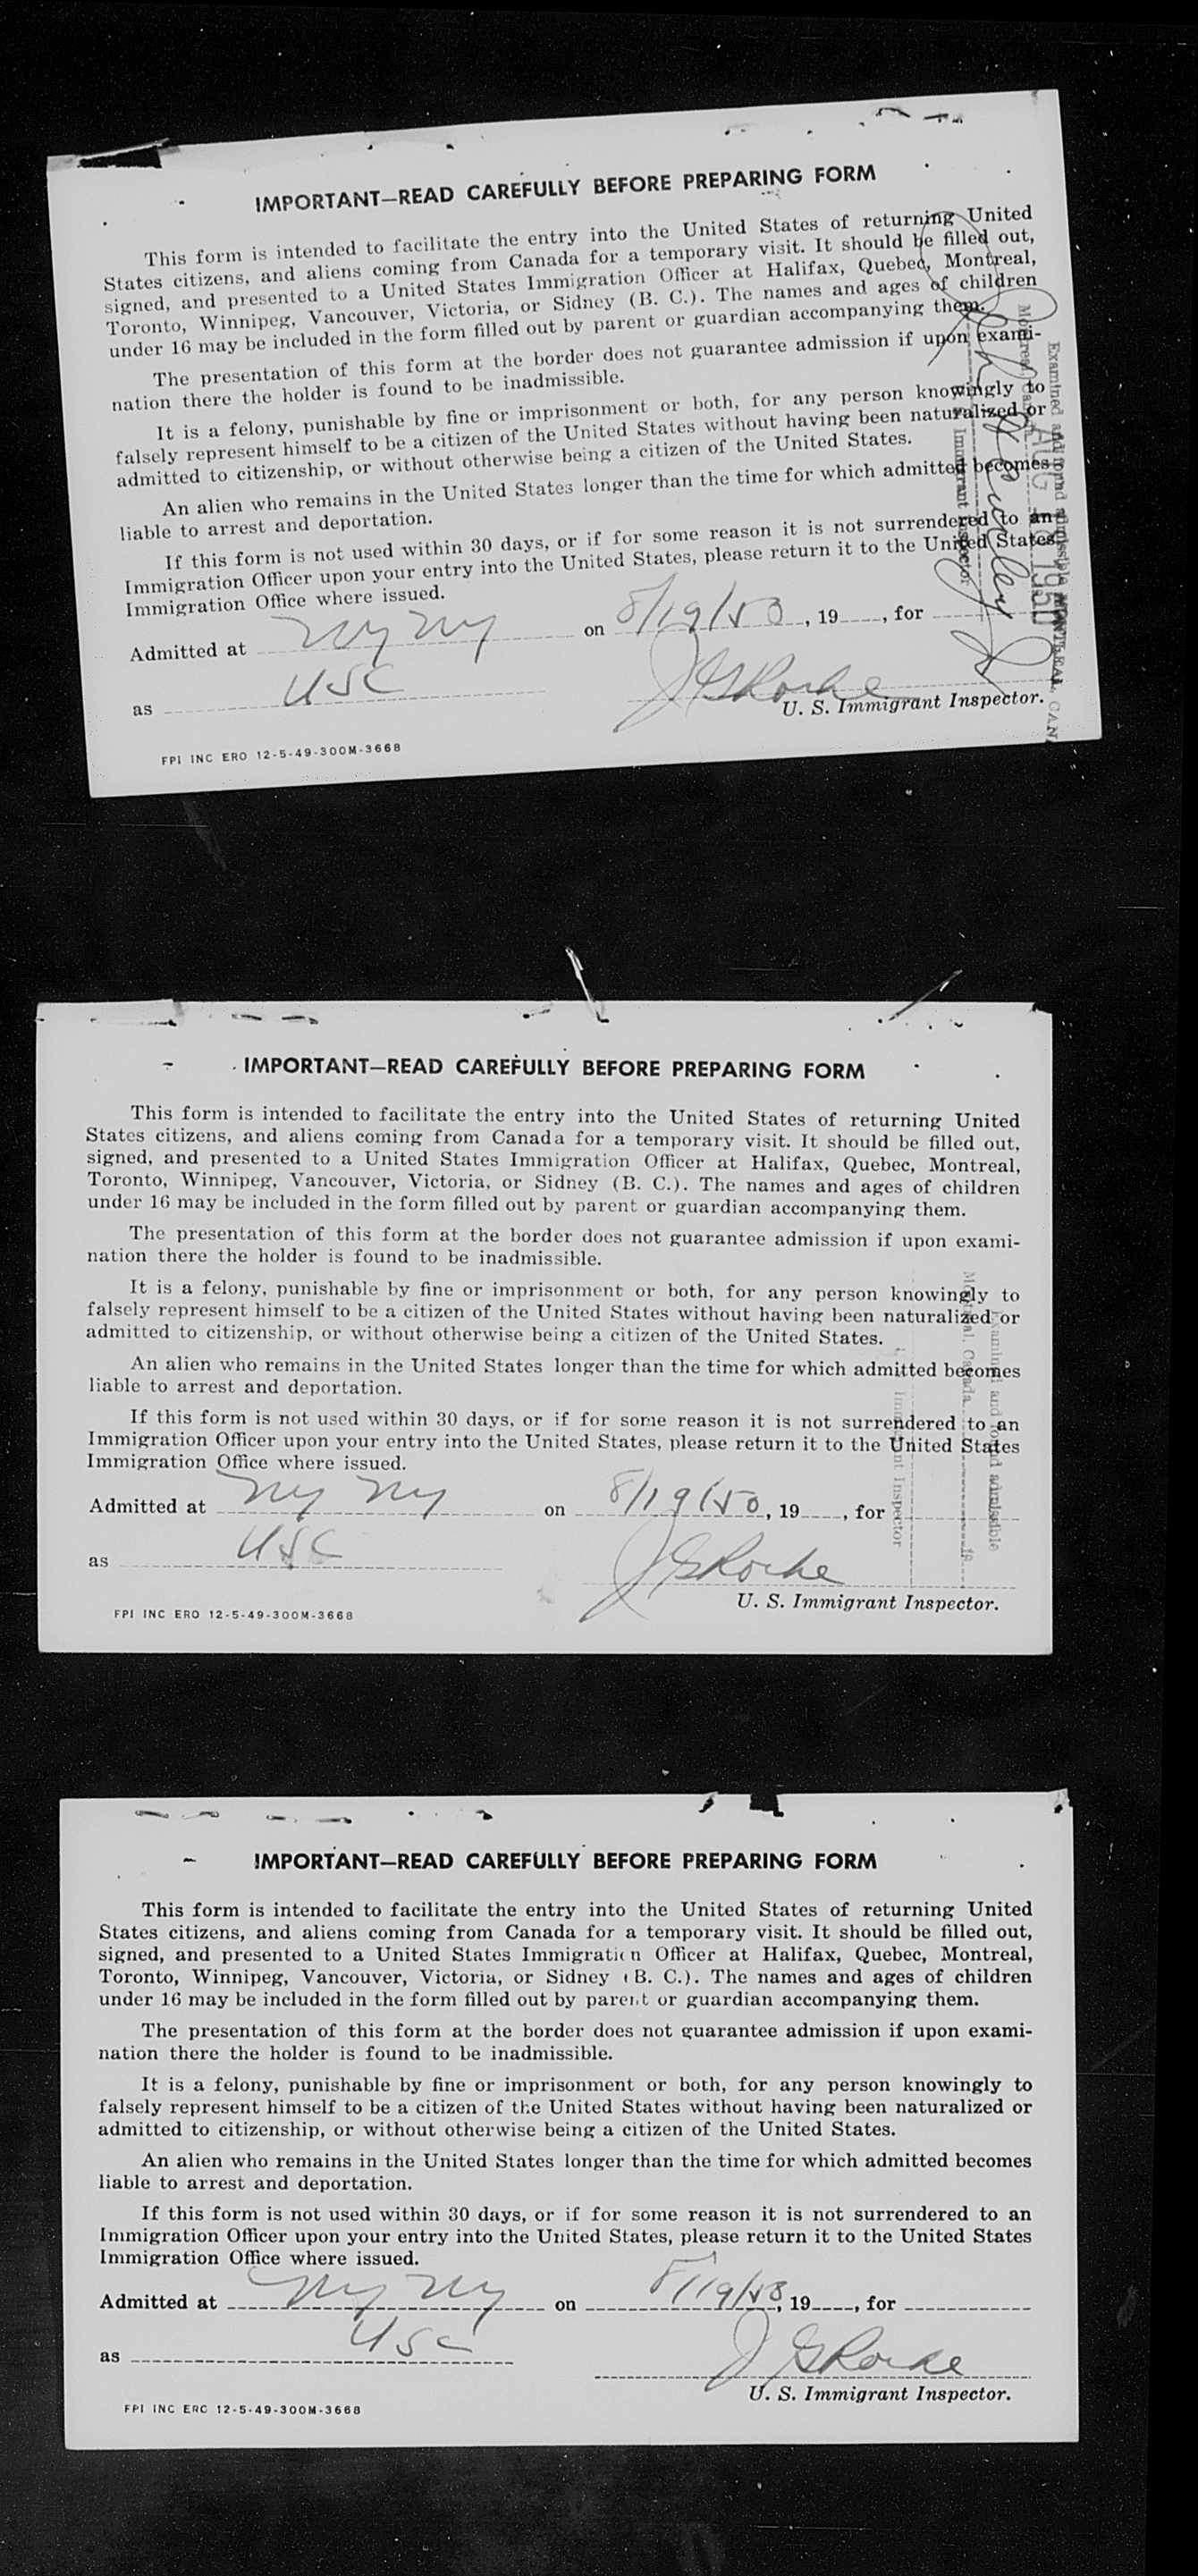 IMPORTANT—READ CAREFULLY BEFORE PREPARING FORM
This form is intended to facilitate the entry into the United States of returning United
States citizens, and aliens coming from Canada for a temporary visit. It should be filled out,
signed, and presented to a United States Immigration Officer at Halifax, Quebec, Montreal,
Toronto, Winnipeg, Vancouver, Victoria, or Sidney (B. C.). The names and ages of children
under 16 may be included in the form filled out by parent or guardian accompanying them.
The presentation of this form at the border does not guarantee admission if upon exami-
nation there the holder is found to be inadmissible.
It is a felony, punishable by fine or imprisonment or both, for any person knowingly to
falsely represent himself to be a citizen of the United States without having been naturalized or
admitted to citizenship, or without otherwise being a citizen of the United States.
An alien who remains in the United States longer than the time for which admitted becomes
liable to arrest and deportation.
If this form is not used within 30 days, or if for some reason it is not surrendered to an
Immigration Officer upon your entry into the United States, please return it to the United States
Immigration Office where issued.
Admitted at NY NY on 8/19/50, 19, for
as USC
U. S. Immigrant Inspector.
FPI INC ERO 12-5-49-300M-3668
Examined and found admissible
MONTREAL, CAN
Montreal, Canada
AUG 1950
Immigrant Inspector
IMPORTANT—READ CAREFULLY BEFORE PREPARING FORM
This form is intended to facilitate the entry into the United States of returning United
States citizens, and aliens coming from Canada for a temporary visit. It should be filled out,
signed, and presented to a United States Immigration Officer at Halifax, Quebec, Montreal,
Toronto, Winnipeg, Vancouver, Victoria, or Sidney (B. C.). The names and ages of children
under 16 may be included in the form filled out by parent or guardian accompanying them.
The presentation of this form at the border does not guarantee admission if upon exami-
nation there the holder is found to be inadmissible.
It is a felony, punishable by fine or imprisonment or both, for any person knowingly to
falsely represent himself to be a citizen of the United States without having been naturalized or
admitted to citizenship, or without otherwise being a citizen of the United States.
An alien who remains in the United States longer than the time for which admitted becomes
liable to arrest and deportation.
If this form is not used within 30 days, or if for some reason it is not surrendered to an
Immigration Officer upon your entry into the United States, please return it to the United States
Immigration Office where issued.
Admitted at NY NY on 8/19/50, 19, for
as USC
U. S. Immigrant Inspector.
FPI INC ERO 12-5-49-300M-3668
Examined and found admissible
Montreal, Canada 19
Immigrant Inspector
IMPORTANT—READ CAREFULLY BEFORE PREPARING FORM
This form is intended to facilitate the entry into the United States of returning United
States citizens, and aliens coming from Canada for a temporary visit. It should be filled out,
signed, and presented to a United States Immigration Officer at Halifax, Quebec, Montreal,
Toronto, Winnipeg, Vancouver, Victoria, or Sidney (B. C.). The names and ages of children
under 16 may be included in the form filled out by parent or guardian accompanying them.
The presentation of this form at the border does not guarantee admission if upon exami-
nation there the holder is found to be inadmissible.
It is a felony, punishable by fine or imprisonment or both, for any person knowingly to
falsely represent himself to be a citizen of the United States without having been naturalized or
admitted to citizenship, or without otherwise being a citizen of the United States.
An alien who remains in the United States longer than the time for which admitted becomes
liable to arrest and deportation.
If this form is not used within 30 days, or if for some reason it is not surrendered to an
Immigration Officer upon your entry into the United States, please return it to the United States
Immigration Office where issued.
Admitted at NY NY on 8/19/50, 19, for
as USC
U. S. Immigrant Inspector.
FPI INC ERO 12-5-49-300M-3668